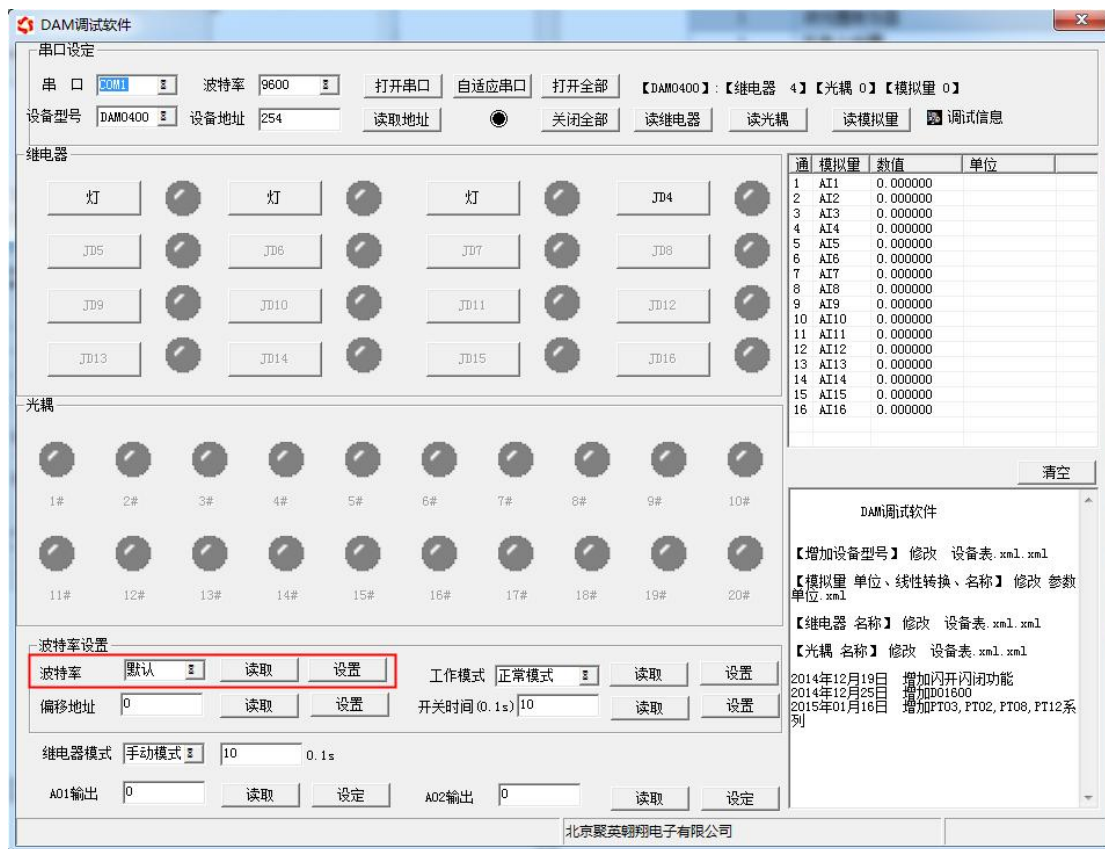 DAM调试软件
串口设定
串 口 COM1 波特率 9600 打开串口 自适应串口 打开全部 【DAM0400】:【继电器 4】【光耦 0】【模拟量 0】
设备型号 DAM0400 设备地址 254 读取地址 关闭全部 读继电器 读光耦 读模拟量 调试信息
继电器
灯 灯 灯 JD4
JD5 JD6 JD7 JD8
JD9 JD10 JD11 JD12
JD13 JD14 JD15 JD16
通 模拟量 数值 单位
1 AI1 0.000000
2 AI2 0.000000
3 AI3 0.000000
4 AI4 0.000000
5 AI5 0.000000
6 AI6 0.000000
7 AI7 0.000000
8 AI8 0.000000
9 AI9 0.000000
10 AI10 0.000000
11 AI11 0.000000
12 AI12 0.000000
13 AI13 0.000000
14 AI14 0.000000
15 AI15 0.000000
16 AI16 0.000000
清空
光耦
1# 2# 3# 4# 5# 6# 7# 8# 9# 10#
11# 12# 13# 14# 15# 16# 17# 18# 19# 20#
DAM调试软件
【增加设备型号】 修改 设备表.xml.xml
【模拟量 单位、线性转换、名称】 修改 参数
单位.xml
【继电器 名称】 修改 设备表.xml.xml
【光耦 名称】 修改 设备表.xml.xml
2014年12月19日 增加闪开闪闭功能
2014年12月25日 增加DO1600
2015年01月16日 增加PT03,PT02,PT08,PT12系
列
波特率设置
波特率 默认 读取 设置 工作模式 正常模式 读取 设置
偏移地址 0 读取 设置 开关时间(0.1s) 10 读取 设置
继电器模式 手动模式 10 0.1s
AO1输出 0 读取 设定 AO2输出 0 读取 设定
北京聚英翱翔电子有限公司